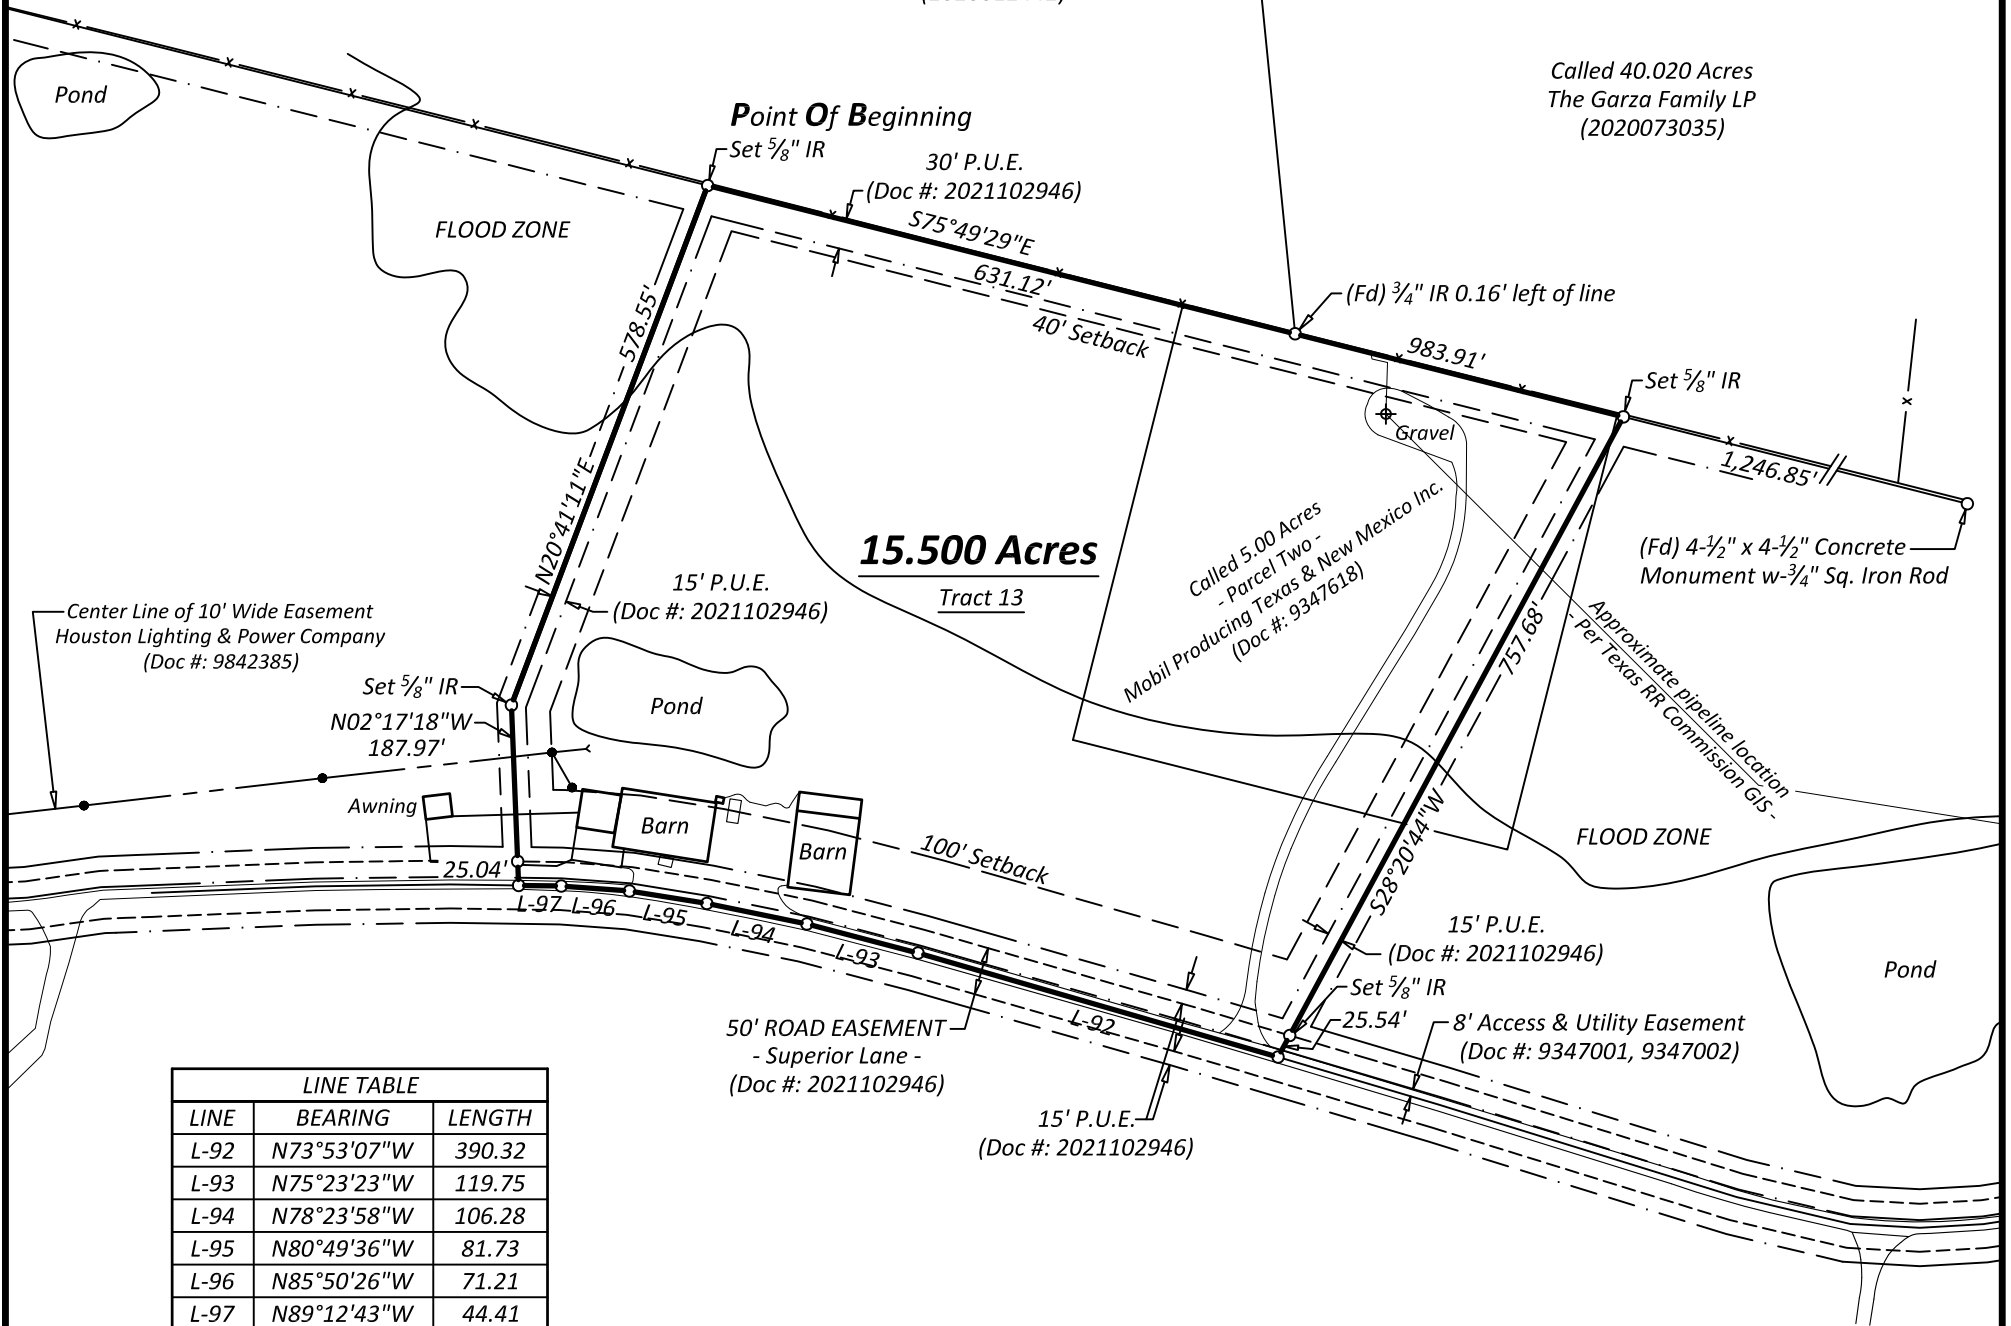 Called 40.020 Acres
The Garza Family LP
(2020073035)
Pond
Point Of Beginning
Set 5/8" IR
30' P.U.E.
(Doc #: 2021102946)
FLOOD ZONE
S75°49'29"E
631.12'
40' Setback
(Fd) 3/4" IR 0.16' left of line
983.91'
Set 5/8" IR
1,246.85'
(Fd) 4-1/2" x 4-1/2" Concrete
Monument w-3/4" Sq. Iron Rod
578.55'
N20°41'11"E
Gravel
Called 5.00 Acres
- Parcel Two -
Mobil Producing Texas & New Mexico Inc.
(Doc #: 9347618)
15.500 Acres
Tract 13
15' P.U.E.
(Doc #: 2021102946)
Center Line of 10' Wide Easement
Houston Lighting & Power Company
(Doc #: 9842385)
Approximate pipeline location
- Per Texas RR Commission GIS -
757.68'
S28°20'44"W
Set 5/8" IR
N02°17'18"W
187.97'
Pond
Awning
Barn
Barn
100' Setback
FLOOD ZONE
25.04'
L-97
L-96
L-95
L-94
L-93
L-92
15' P.U.E.
(Doc #: 2021102946)
Set 5/8" IR
25.54'
Pond
8' Access & Utility Easement
(Doc #: 9347001, 9347002)
50' ROAD EASEMENT
- Superior Lane -
(Doc #: 2021102946)
15' P.U.E.
(Doc #: 2021102946)
LINE TABLE
LINE BEARING LENGTH
L-92 N73°53'07"W 390.32
L-93 N75°23'23"W 119.75
L-94 N78°23'58"W 106.28
L-95 N80°49'36"W 81.73
L-96 N85°50'26"W 71.21
L-97 N89°12'43"W 44.41